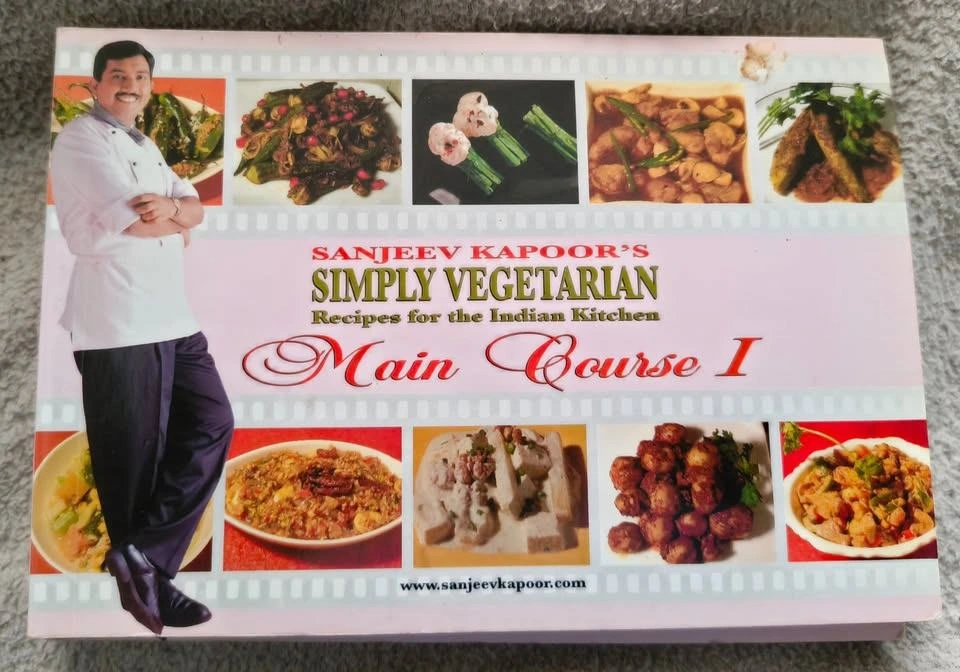 SANJEEV KAPOOR'S
SIMPLY VEGETARIAN
Recipes for the Indian Kitchen
Main Course I
www.sanjeevkapoor.com